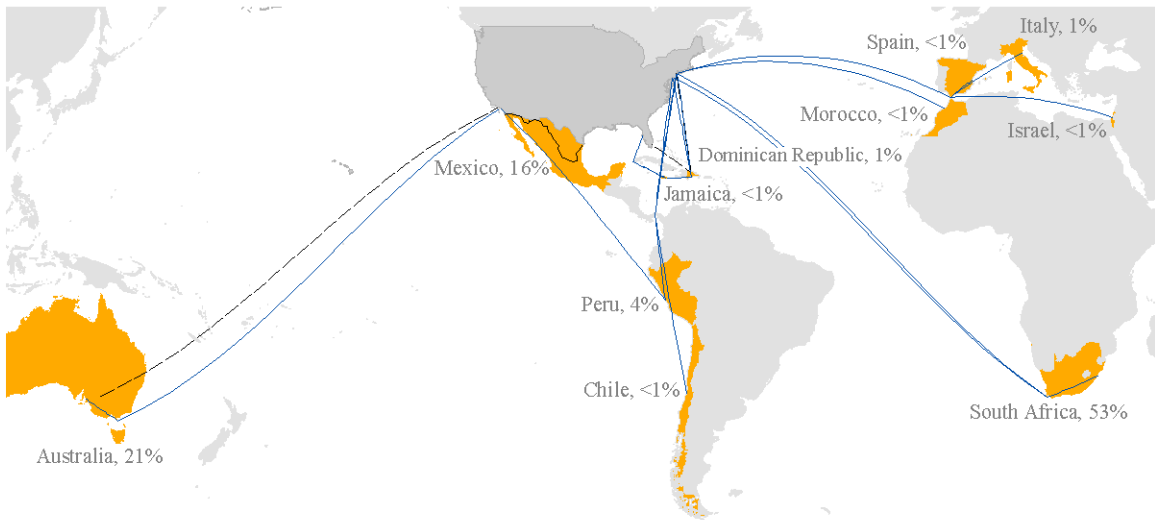 Italy, 1%
Spain, <1%
Morocco, <1%
Israel, <1%
Mexico, 16%
Dominican Republic, 1%
Jamaica, <1%
Peru, 4%
Chile, <1%
South Africa, 53%
Australia, 21%